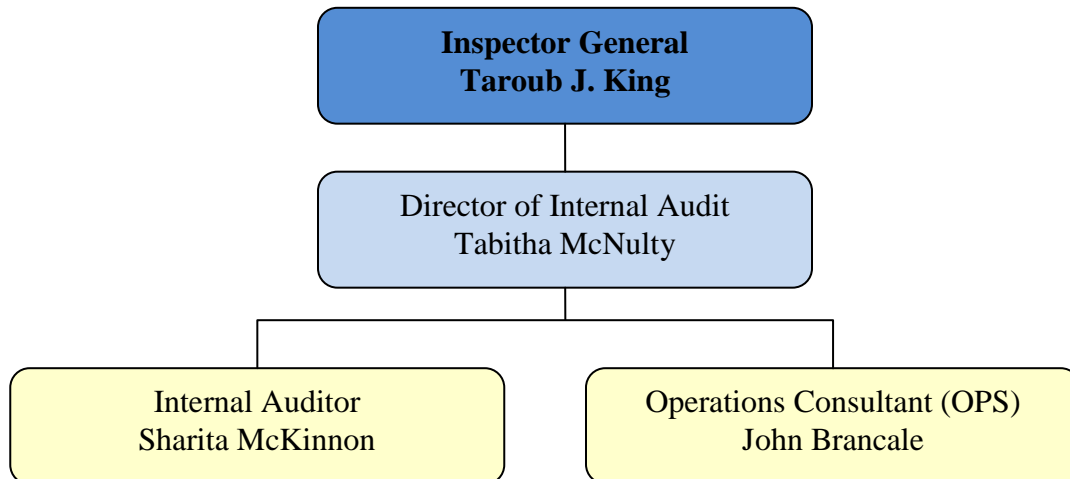 Inspector General
Taroub J. King
Director of Internal Audit
Tabitha McNulty
Internal Auditor
Sharita McKinnon
Operations Consultant (OPS)
John Brancale